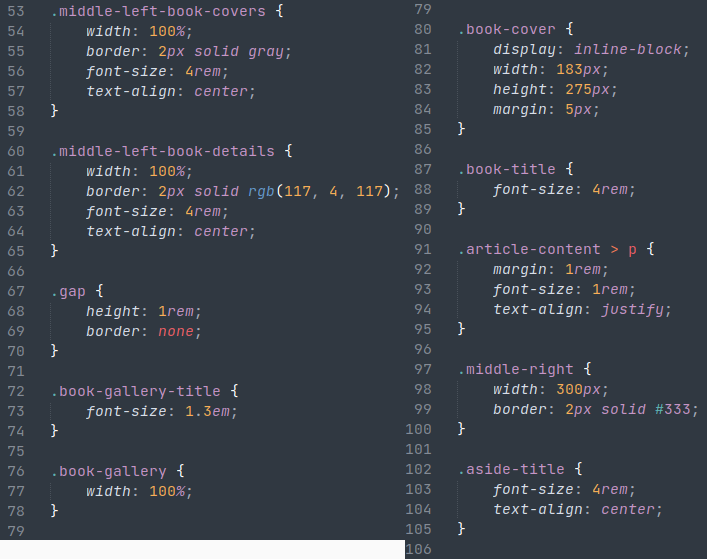 53 .middle-left-book-covers {
54 width: 100%;
55 border: 2px solid gray;
56 font-size: 4rem;
57 text-align: center;
58 }
59
60 .middle-left-book-details {
61 width: 100%;
62 border: 2px solid rgb(117, 4, 117);
63 font-size: 4rem;
64 text-align: center;
65 }
66
67 .gap {
68 height: 1rem;
69 border: none;
70 }
71
72 .book-gallery-title {
73 font-size: 1.3em;
74 }
75
76 .book-gallery {
77 width: 100%;
78 }
79
79
80 .book-cover {
81 display: inline-block;
82 width: 183px;
83 height: 275px;
84 margin: 5px;
85 }
86
87 .book-title {
88 font-size: 4rem;
89 }
90
91 .article-content > p {
92 margin: 1rem;
93 font-size: 1rem;
94 text-align: justify;
95 }
96
97 .middle-right {
98 width: 300px;
99 border: 2px solid #333;
100 }
101
102 .aside-title {
103 font-size: 4rem;
104 text-align: center;
105 }
106